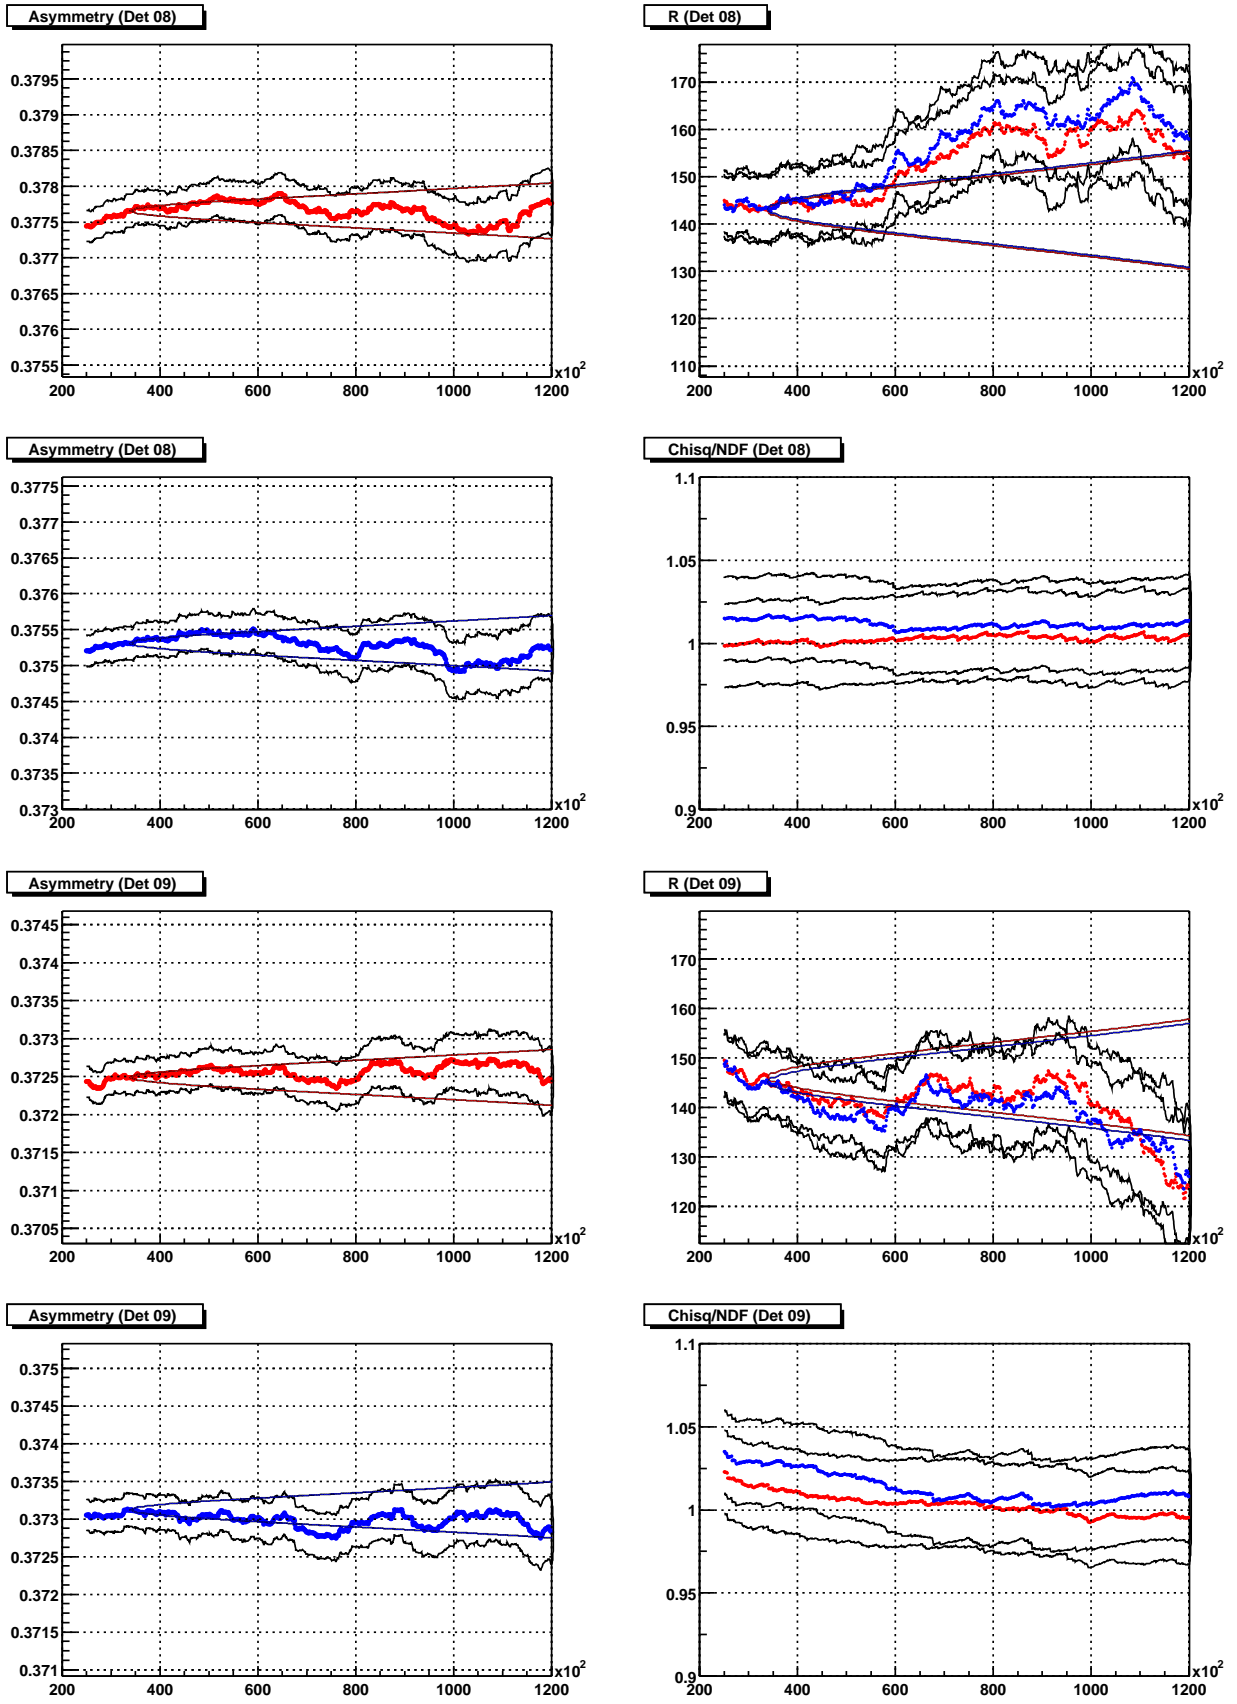 Asymmetry (Det 08)
0.3795
0.379
0.3785
0.378
0.3775
0.377
0.3765
0.376
0.3755
200 400 600 800 1000 1200
x10²
R (Det 08)
170
160
150
140
130
120
110
200 400 600 800 1000 1200
x10²
Asymmetry (Det 08)
0.3775
0.377
0.3765
0.376
0.3755
0.375
0.3745
0.374
0.3735
0.373
200 400 600 800 1000 1200
x10²
Chisq/NDF (Det 08)
1.1
1.05
1
0.95
0.9
200 400 600 800 1000 1200
x10²
Asymmetry (Det 09)
0.3745
0.374
0.3735
0.373
0.3725
0.372
0.3715
0.371
0.3705
200 400 600 800 1000 1200
x10²
R (Det 09)
170
160
150
140
130
120
200 400 600 800 1000 1200
x10²
Asymmetry (Det 09)
0.375
0.3745
0.374
0.3735
0.373
0.3725
0.372
0.3715
0.371
200 400 600 800 1000 1200
x10²
Chisq/NDF (Det 09)
1.1
1.05
1
0.95
0.9
200 400 600 800 1000 1200
x10²